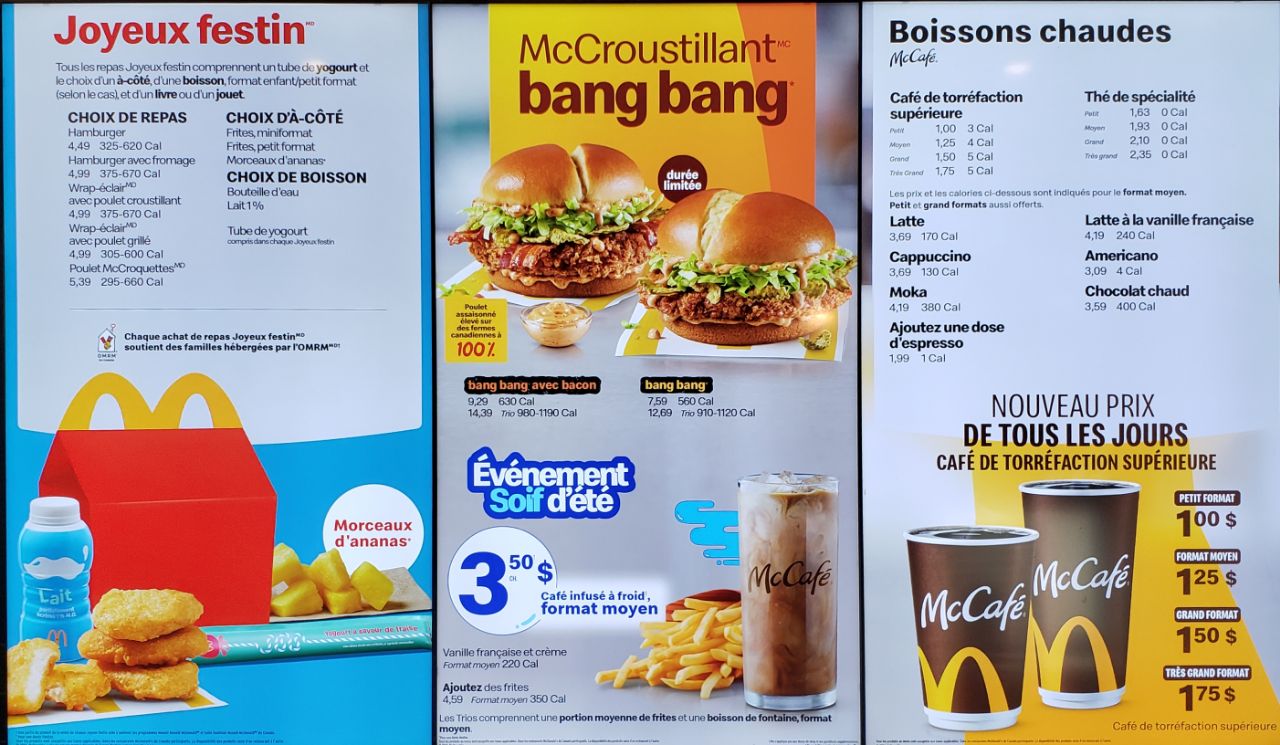 Joyeux festin MD
Tous les repas Joyeux festin comprennent un tube de yogourt et
le choix d'un à-côté, d'une boisson, format enfant/petit format
(selon le cas), et d'un livre ou d'un jouet.
CHOIX DE REPAS
Hamburger
4,49 325-620 Cal
Hamburger avec fromage
4,99 375-670 Cal
Wrap-éclair MD
avec poulet croustillant
4,99 375-670 Cal
Wrap-éclair MD
avec poulet grillé
4,99 305-600 Cal
Poulet McCroquettes MD
5,39 295-660 Cal
CHOIX D'À-CÔTÉ
Frites, mini format
Frites, petit format
Morceaux d'ananas*
CHOIX DE BOISSON
Bouteille d'eau
Lait 1 %
Tube de yogourt
compris dans chaque Joyeux festin
OMRM
Chaque achat de repas Joyeux festin MD
soutient des familles hébergées par l'OMRM MD†
Morceaux
d'ananas*
Lait
Yogourt à saveur de fraise
McCroustillant MC
bang bang*
durée
limitée
Poulet
assaisonné
élevé sur
des fermes
canadiennes à
100 %
bang bang avec bacon
9,29 630 Cal
14,39 Trio 980-1190 Cal
bang bang*
7,59 560 Cal
12,69 Trio 910-1120 Cal
Événement
Soif d'été
3 50 $
CH.
Café infusé à froid,
format moyen
McCafé
Vanille française et crème
Format moyen 220 Cal
Ajoutez des frites
4,59 Format moyen 350 Cal
Les Trios comprennent une portion moyenne de frites et une boisson de fontaine, format
moyen.
Boissons chaudes
McCafé
Café de torréfaction
supérieure
Petit 1,00 3 Cal
Moyen 1,25 4 Cal
Grand 1,50 5 Cal
Très Grand 1,75 5 Cal
Thé de spécialité
Petit 1,63 0 Cal
Moyen 1,93 0 Cal
Grand 2,10 0 Cal
Très grand 2,35 0 Cal
Les prix et les calories ci-dessous sont indiqués pour le format moyen.
Petit et grand formats aussi offerts.
Latte
3,69 170 Cal
Cappuccino
3,69 130 Cal
Moka
4,19 380 Cal
Ajoutez une dose
d'espresso
1,99 1 Cal
Latte à la vanille française
4,19 240 Cal
Americano
3,09 4 Cal
Chocolat chaud
3,59 400 Cal
NOUVEAU PRIX
DE TOUS LES JOURS
CAFÉ DE TORRÉFACTION SUPÉRIEURE
McCafé
McCafé
PETIT FORMAT
1 00 $
FORMAT MOYEN
1 25 $
GRAND FORMAT
1 50 $
TRÈS GRAND FORMAT
1 75 $
Café de torréfaction supérieure